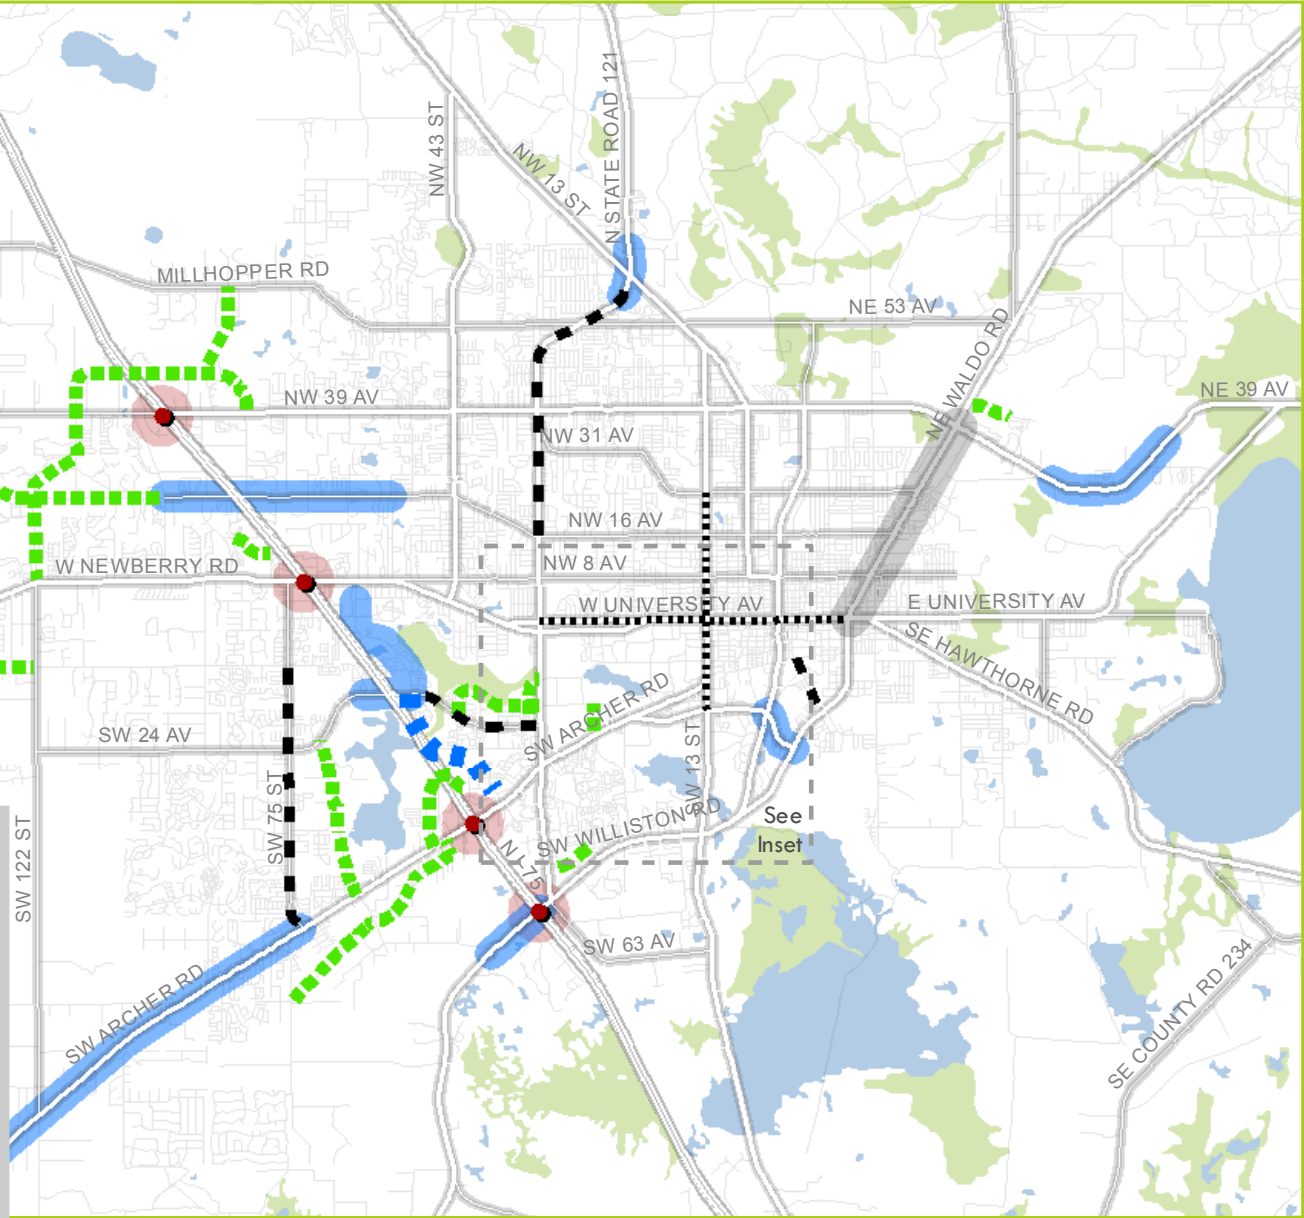 N STATE ROAD 121
NW 43 ST
NW 13 ST
MILLHOPPER RD
NE 53 AV
NE WALDO RD
NE 39 AV
NW 39 AV
NW 31 AV
NW 16 AV
NW 8 AV
W NEWBERRY RD
W UNIVERSITY AV
E UNIVERSITY AV
SE HAWTHORNE RD
SW ARCHER RD
SW 24 AV
SW 13 ST
SW 75 ST
SW WILLISTON RD
See
Inset
SW 122 ST
N I-75
SW 63 AV
SW ARCHER RD
SE COUNTY RD 234